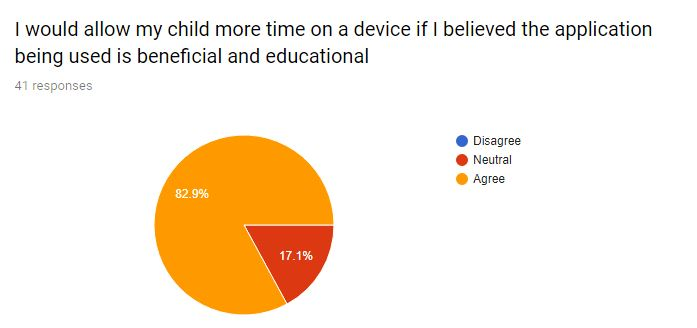 I would allow my child more time on a device if I believed the application
being used is beneficial and educational
41 responses
Disagree
Neutral
Agree
82.9%
17.1%